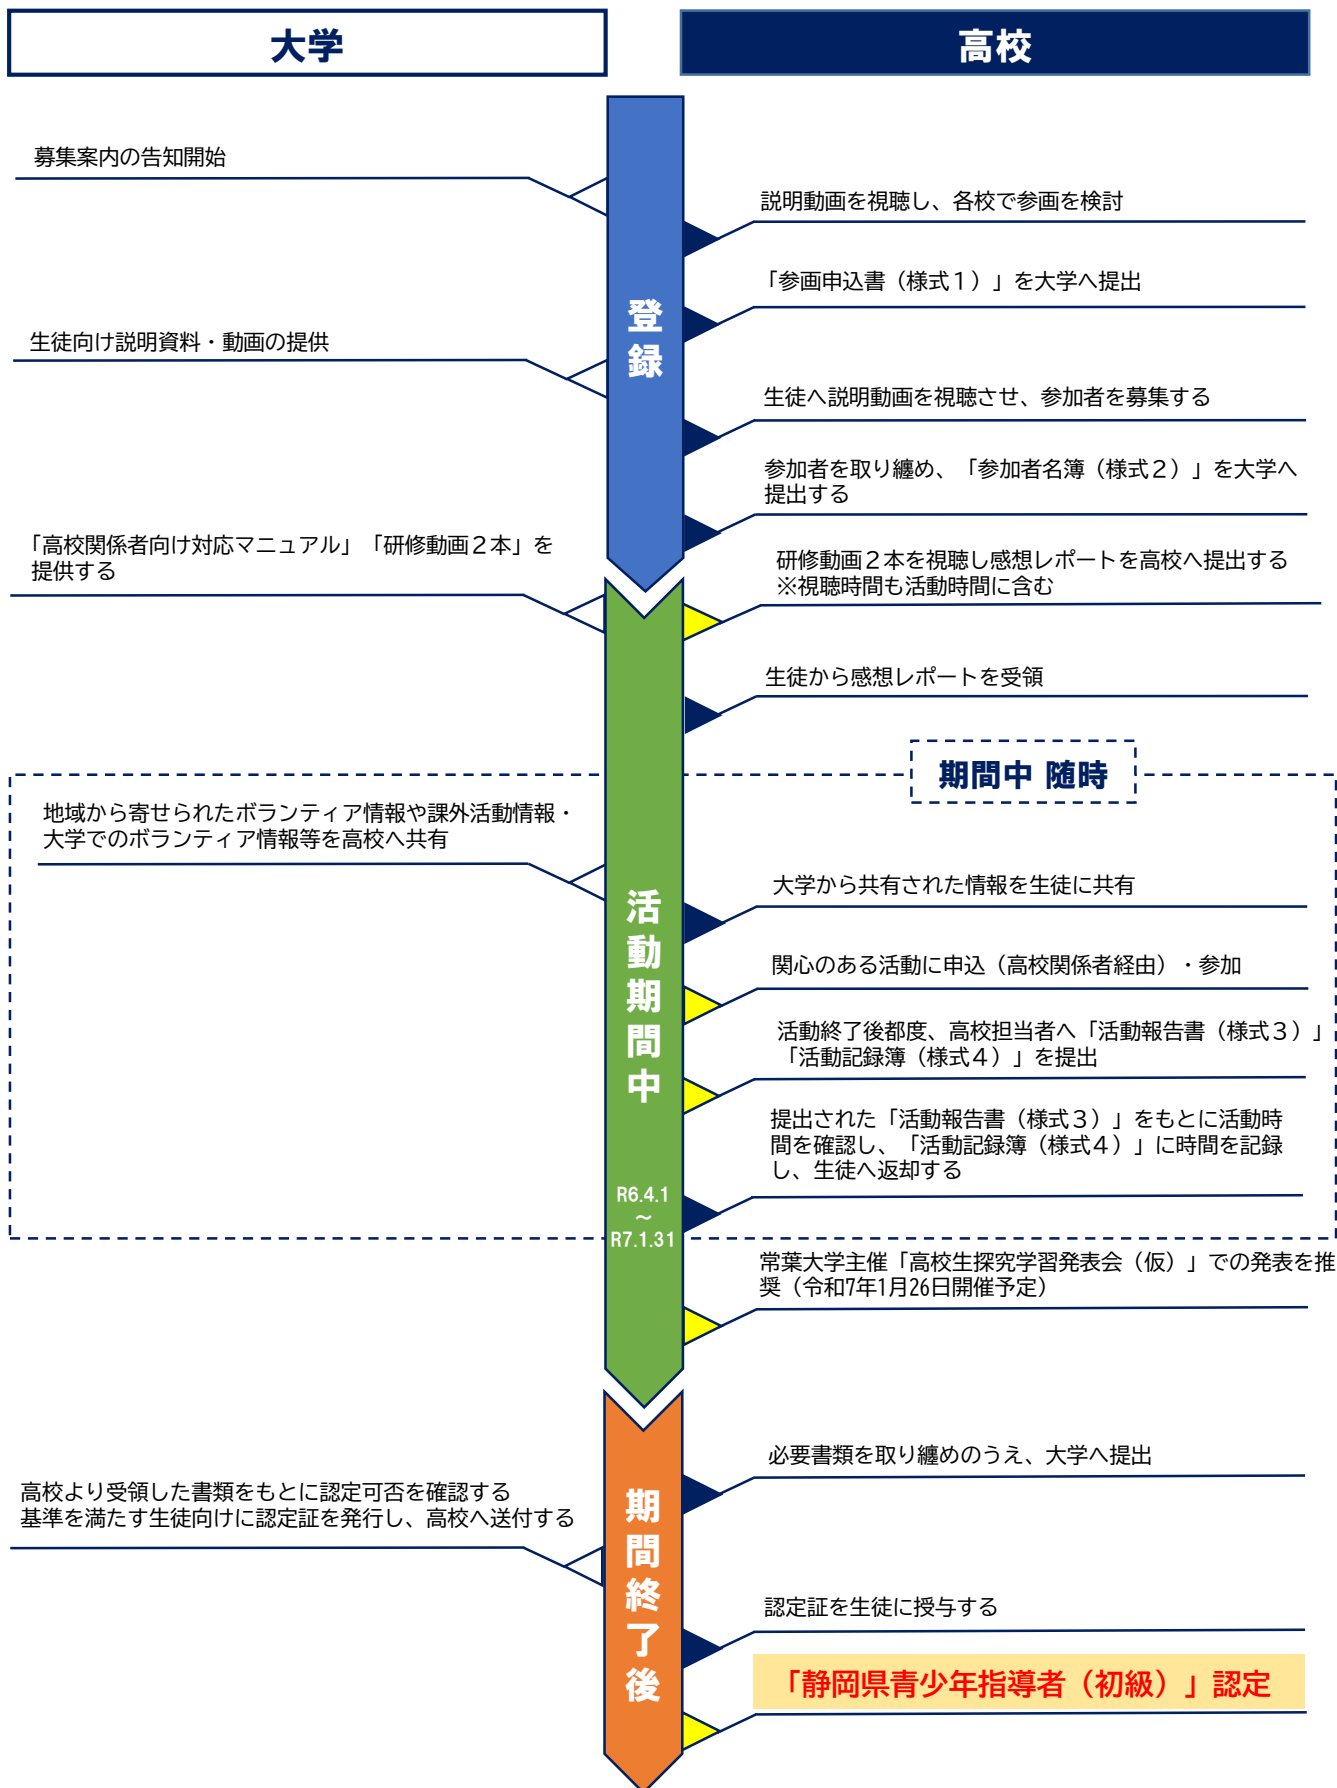 大学
高校
募集案内の告知開始
説明動画を視聴し、各校で参画を検討
「参画申込書（様式１）」を大学へ提出
登録
生徒向け説明資料・動画の提供
生徒へ説明動画を視聴させ、参加者を募集する
参加者を取り纏め、「参加者名簿（様式２）」を大学へ
提出する
「高校関係者向け対応マニュアル」「研修動画２本」を
提供する
研修動画２本を視聴し感想レポートを高校へ提出する
※視聴時間も活動時間に含む
生徒から感想レポートを受領
期間中 随時
地域から寄せられたボランティア情報や課外活動情報・
大学でのボランティア情報等を高校へ共有
大学から共有された情報を生徒に共有
活動期間中
関心のある活動に申込（高校関係者経由）・参加
活動終了後都度、高校担当者へ「活動報告書（様式３）」
「活動記録簿（様式４）」を提出
提出された「活動報告書（様式３）」をもとに活動時
間を確認し、「活動記録簿（様式４）」に時間を記録
し、生徒へ返却する
R6.4.1
～
R7.1.31
常葉大学主催「高校生探究学習発表会（仮）」での発表を推
奨（令和7年1月26日開催予定）
必要書類を取り纏めのうえ、大学へ提出
高校より受領した書類をもとに認定可否を確認する
基準を満たす生徒向けに認定証を発行し、高校へ送付する
期間終了後
認定証を生徒に授与する
「静岡県青少年指導者（初級）」認定